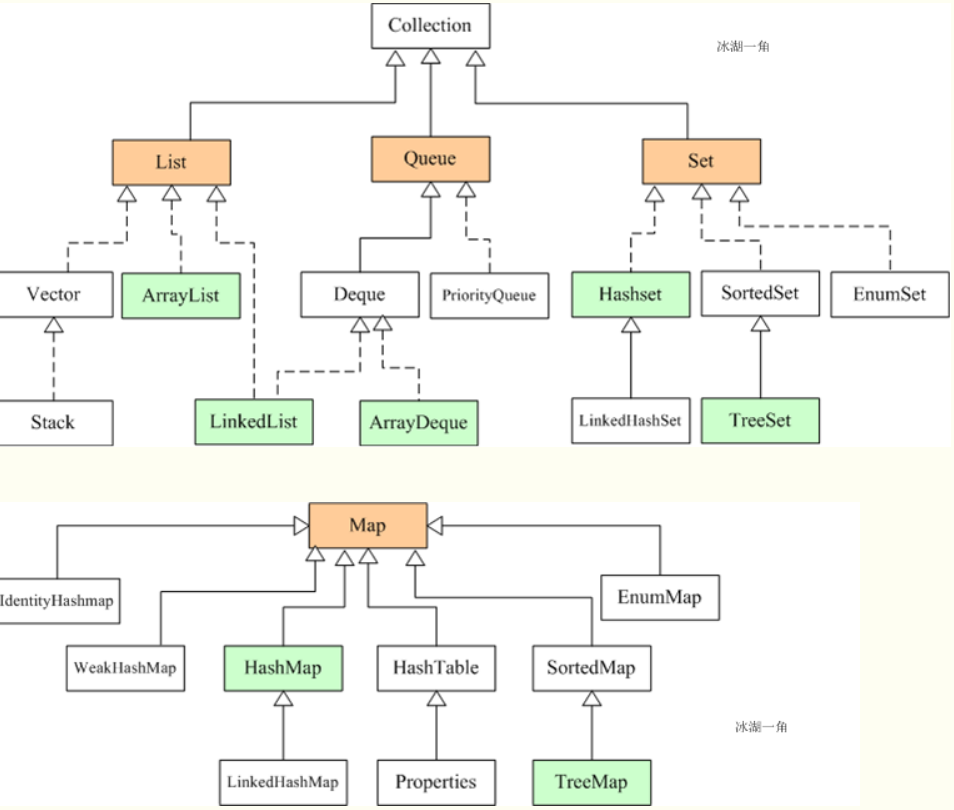 Collection
冰湖一角
List
Queue
Set
Vector
ArrayList
Deque
PriorityQueue
Hashset
SortedSet
EnumSet
Stack
LinkedList
ArrayDeque
LinkedHashSet
TreeSet
Map
IdentityHashmap
EnumMap
WeakHashMap
HashMap
HashTable
SortedMap
冰湖一角
LinkedHashMap
Properties
TreeMap